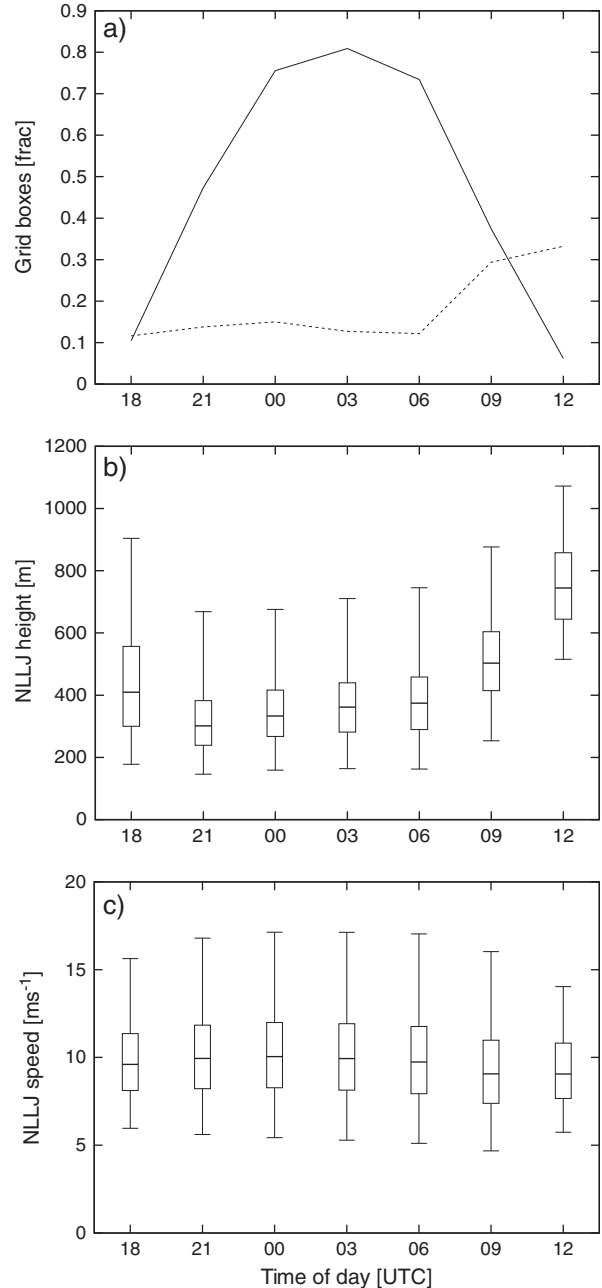 a)
Grid boxes [frac]
0.9
0.8
0.7
0.6
0.5
0.4
0.3
0.2
0.1
0
18 21 00 03 06 09 12
b)
NLLJ height [m]
1200
1000
800
600
400
200
0
18 21 00 03 06 09 12
c)
NLLJ speed [ms⁻¹]
20
15
10
5
0
18 21 00 03 06 09 12
Time of day [UTC]